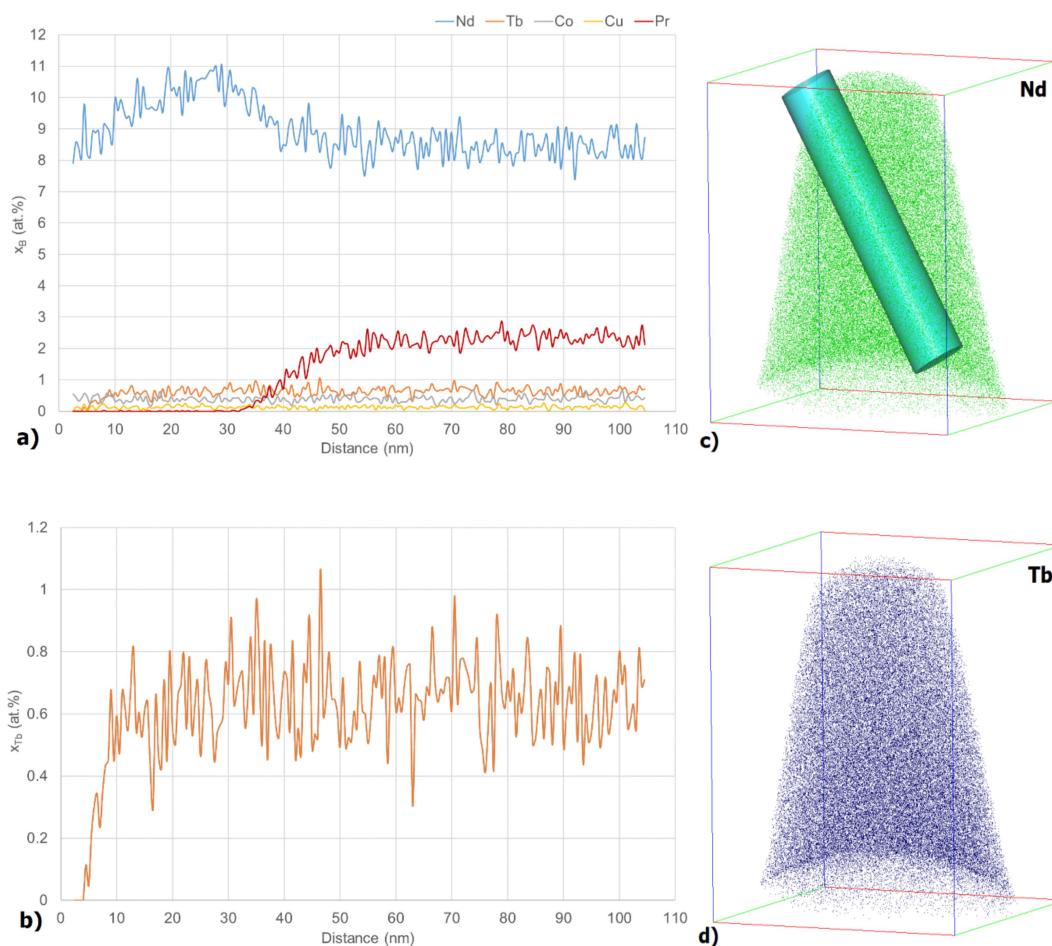 Nd Tb Co Cu Pr
12
11
10
9
8
7
6
5
4
3
2
1
0
x_B (at.%)
0 10 20 30 40 50 60 70 80 90 100 110
Distance (nm)
a)
Nd
c)
1.2
1
0.8
0.6
0.4
0.2
0
x_Tb (at.%)
0 10 20 30 40 50 60 70 80 90 100 110
Distance (nm)
b)
Tb
d)